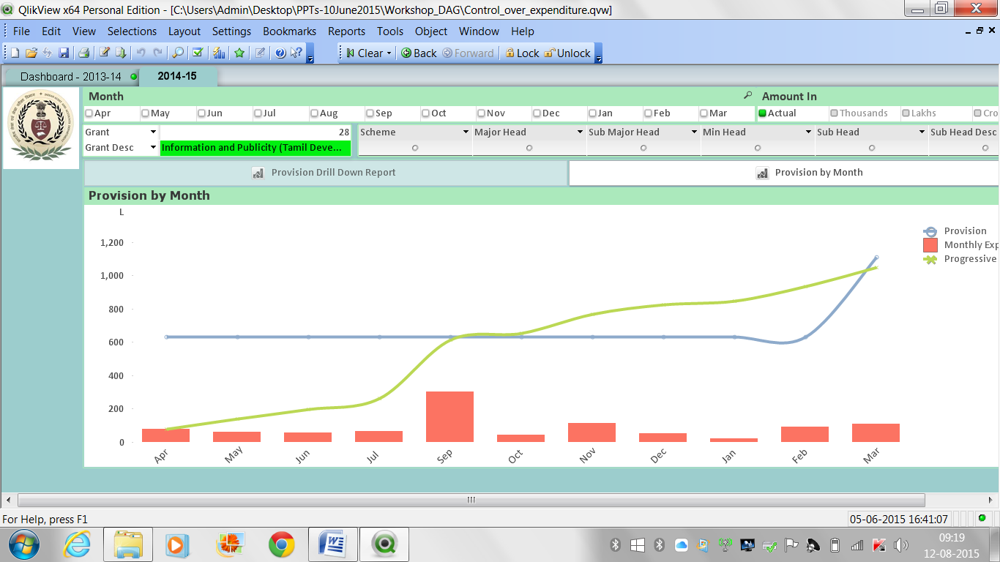 QlikView x64 Personal Edition - [C:\Users\Admin\Desktop\PPTs-10June2015\Workshop_DAG\Control_over_expenditure.qvw]
File Edit View Selections Layout Settings Bookmarks Reports Tools Object Window Help
Clear Back Forward Lock Unlock
Dashboard - 2013-14 2014-15
Month Amount In
Apr May Jun Jul Aug Sep Oct Nov Dec Jan Feb Mar Actual Thousands Lakhs Cro
Grant 28 Scheme Major Head Sub Major Head Min Head Sub Head Sub Head Desc
Grant Desc Information and Publicity (Tamil Deve...
Provision Drill Down Report Provision by Month
Provision by Month
L
Provision
1,200
Monthly Exp
Progressive
1,000
800
600
400
200
0
Apr May Jun Jul Sep Oct Nov Dec Jan Feb Mar
For Help, press F1 05-06-2015 16:41:07
09:19
12-08-2015